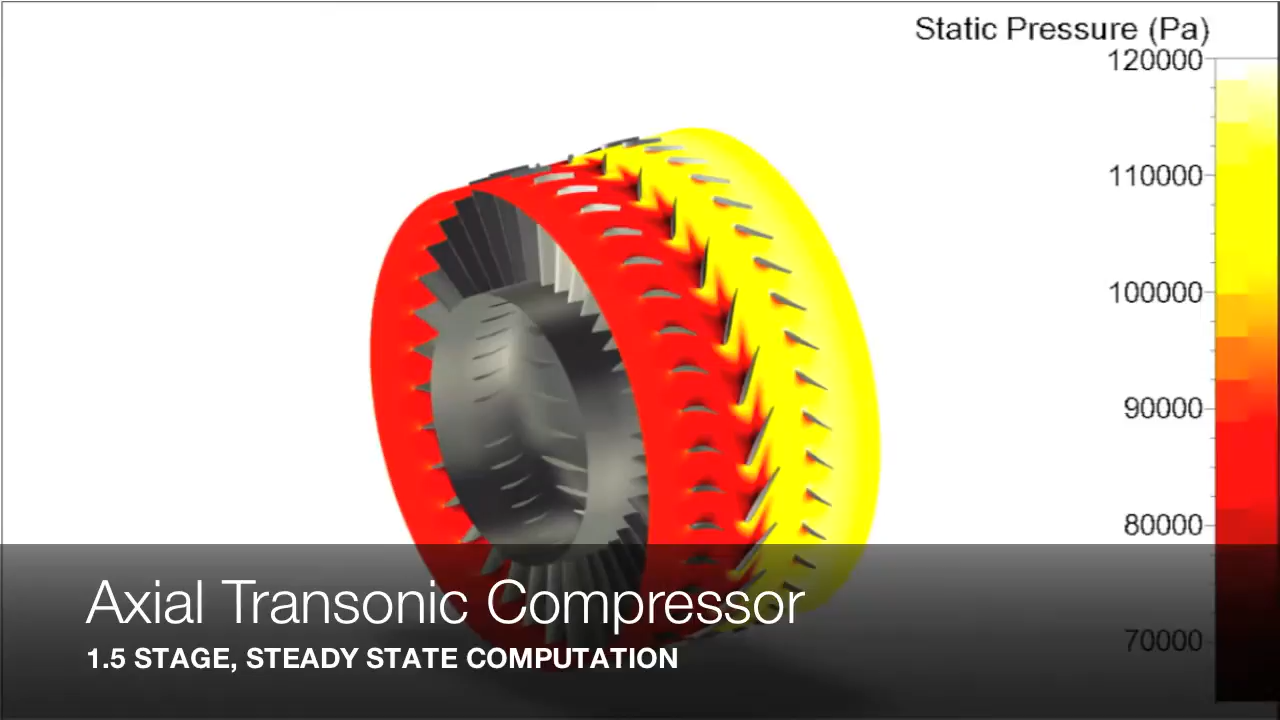 Static Pressure (Pa)
120000
110000
100000
90000
80000
70000
Axial Transonic Compressor
1.5 STAGE, STEADY STATE COMPUTATION